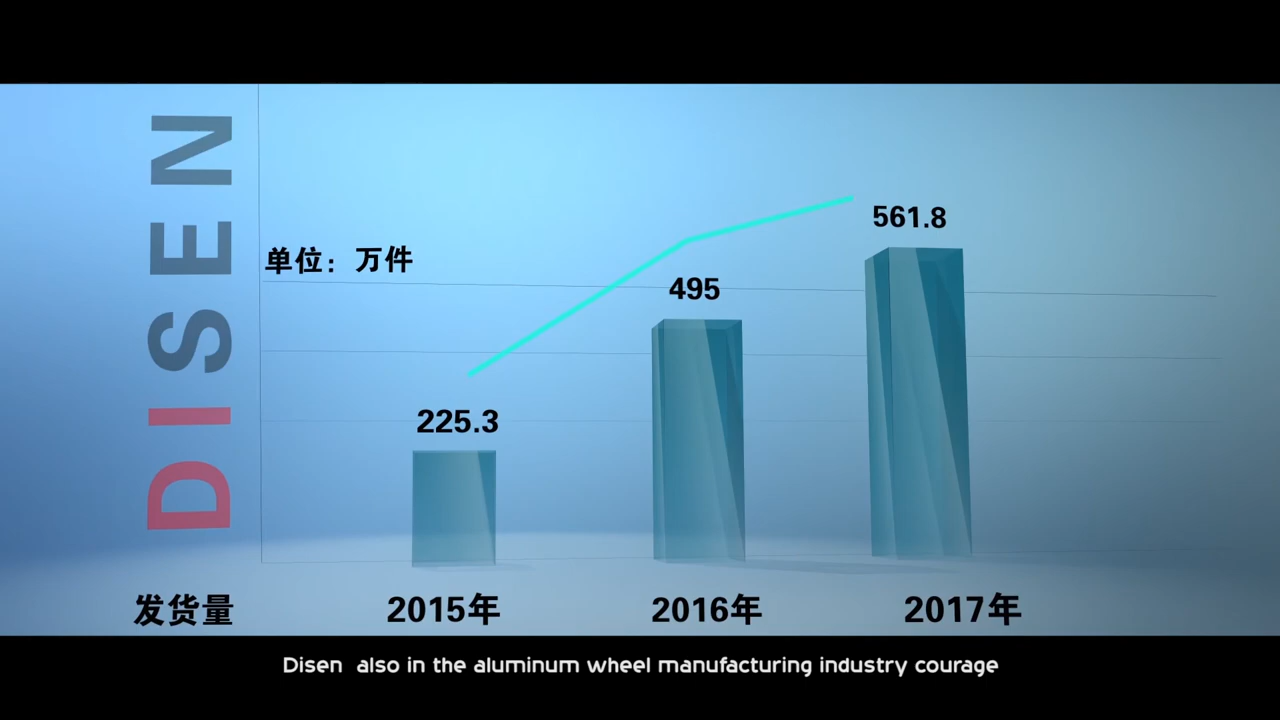 DISEN
单位：万件
561.8
495
225.3
发货量 2015年 2016年 2017年
Disen also in the aluminum wheel manufacturing industry courage